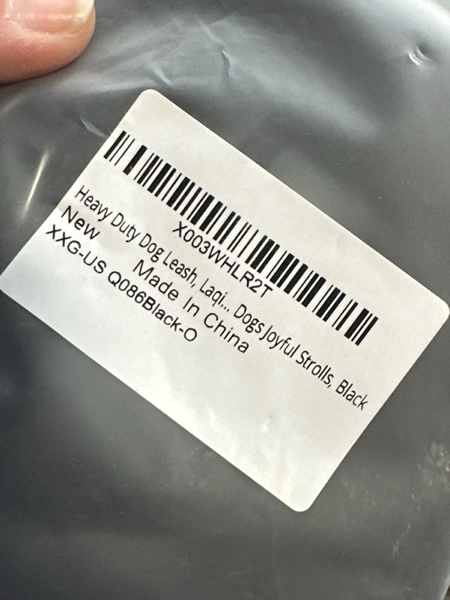 X003WHLR2T
Heavy Duty Dog Leash, Laqi... Dogs Joyful Strolls, Black
New Made In China
XXG-US Q086Black-O